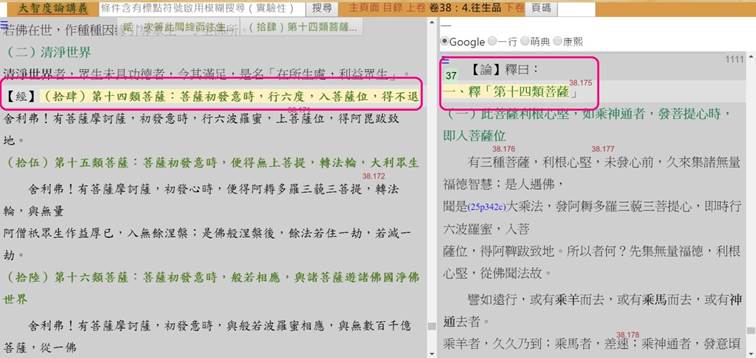 大智度論講義 條件含有標點符號啟用模糊搜尋（實驗性） 搜尋 主頁面 目錄 上卷 卷38：4.往生品 下卷 頁碼
貳、次答此間終而往生... （拾肆）第十四類菩薩...
若佛在世，作種種因
（二）清淨世界
清淨世界者，眾生未具功德者，令其滿足，是名「在所生處，利益眾生」
【經】（拾肆）第十四類菩薩：菩薩初發意時，行六度，入菩薩位，得不退
舍利弗！有菩薩摩訶薩，初發意時，行六波羅蜜，上菩薩位，得阿毘跋致
地。
（拾伍）第十五類菩薩：菩薩初發意時，便得無上菩提，轉法輪，大利眾生
38.172
舍利弗！有菩薩摩訶薩，初發心時，便得阿耨多羅三藐三菩提，轉法
輪，與無量
阿僧祇眾生作益厚已，入無餘涅槃；是佛般涅槃後，餘法若住一劫，若減一
劫。
（拾陸）第十六類菩薩：菩薩初發意時，般若相應，與諸菩薩遊諸佛國淨佛
世界
舍利弗！有菩薩摩訶薩，初發意時，與般若波羅蜜相應，與無數百千億
菩薩，從一佛
Google 一行 萌典 康熙
1111
37 【論】釋曰：
38.175
一、釋「第十四類菩薩」
（一）此菩薩利根心堅，如乘神通者，發菩提心時，
即入菩薩位
38.176 38.177
有三種菩薩，利根心堅，未發心前，久來集諸無量
福德智慧；是人遇佛，
聞是(25p342c)大乘法，發阿耨多羅三藐三菩提心，即時行
六波羅蜜，入菩
薩位，得阿鞞跋致地。所以者何？先集無量福德，利根
心堅，從佛聞法故。
譬如遠行，或有乘羊而去，或有乘馬而去，或有神
通去者。
38.178
乘羊者，久久乃到；乘馬者，差速；乘神通者，發意頃